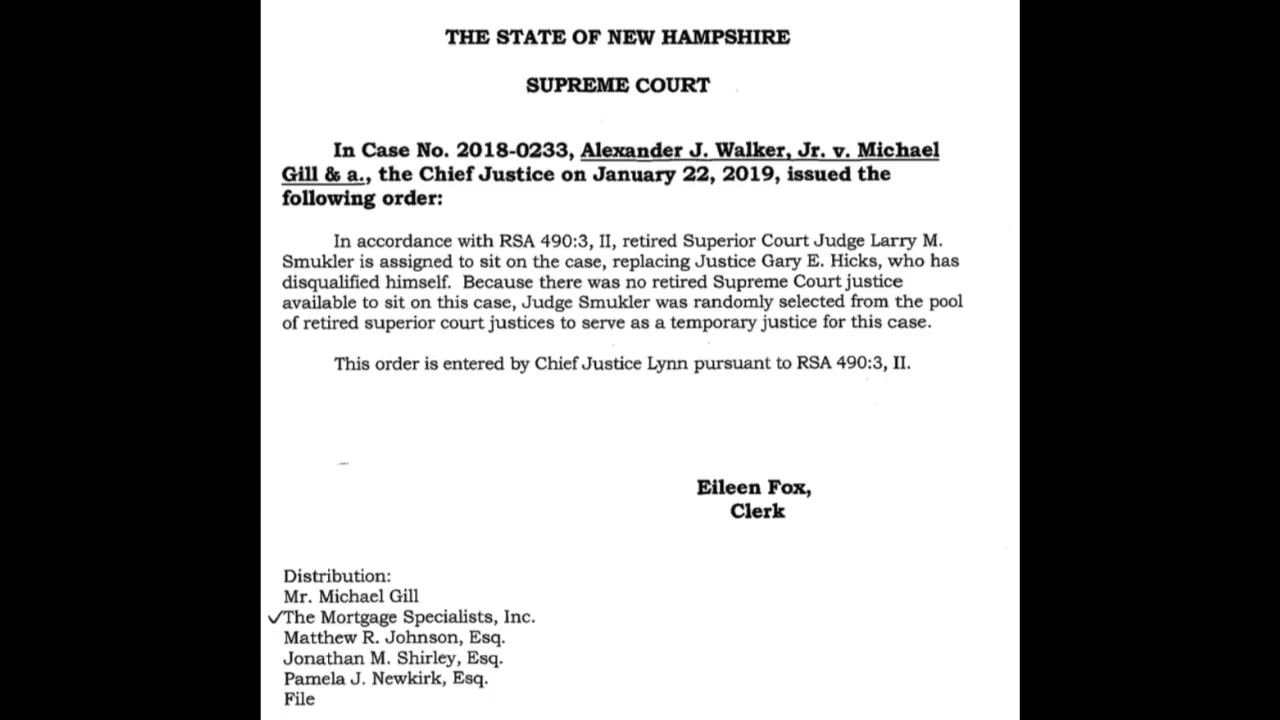 THE STATE OF NEW HAMPSHIRE
SUPREME COURT
In Case No. 2018-0233, Alexander J. Walker, Jr. v. Michael
Gill & a., the Chief Justice on January 22, 2019, issued the
following order:
In accordance with RSA 490:3, II, retired Superior Court Judge Larry M.
Smukler is assigned to sit on the case, replacing Justice Gary E. Hicks, who has
disqualified himself. Because there was no retired Supreme Court justice
available to sit on this case, Judge Smukler was randomly selected from the pool
of retired superior court justices to serve as a temporary justice for this case.
This order is entered by Chief Justice Lynn pursuant to RSA 490:3, II.
Eileen Fox,
Clerk
Distribution:
Mr. Michael Gill
✓The Mortgage Specialists, Inc.
Matthew R. Johnson, Esq.
Jonathan M. Shirley, Esq.
Pamela J. Newkirk, Esq.
File